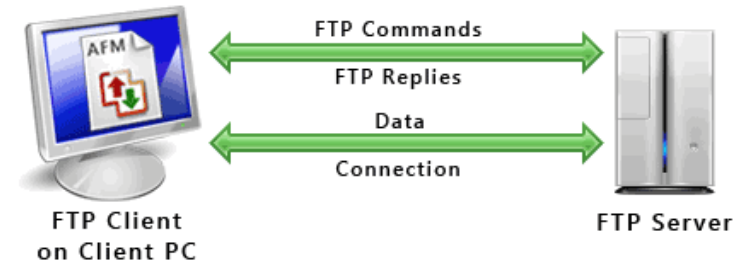 AFM
FTP Commands
FTP Replies
Data
Connection
FTP Client
on Client PC
FTP Server